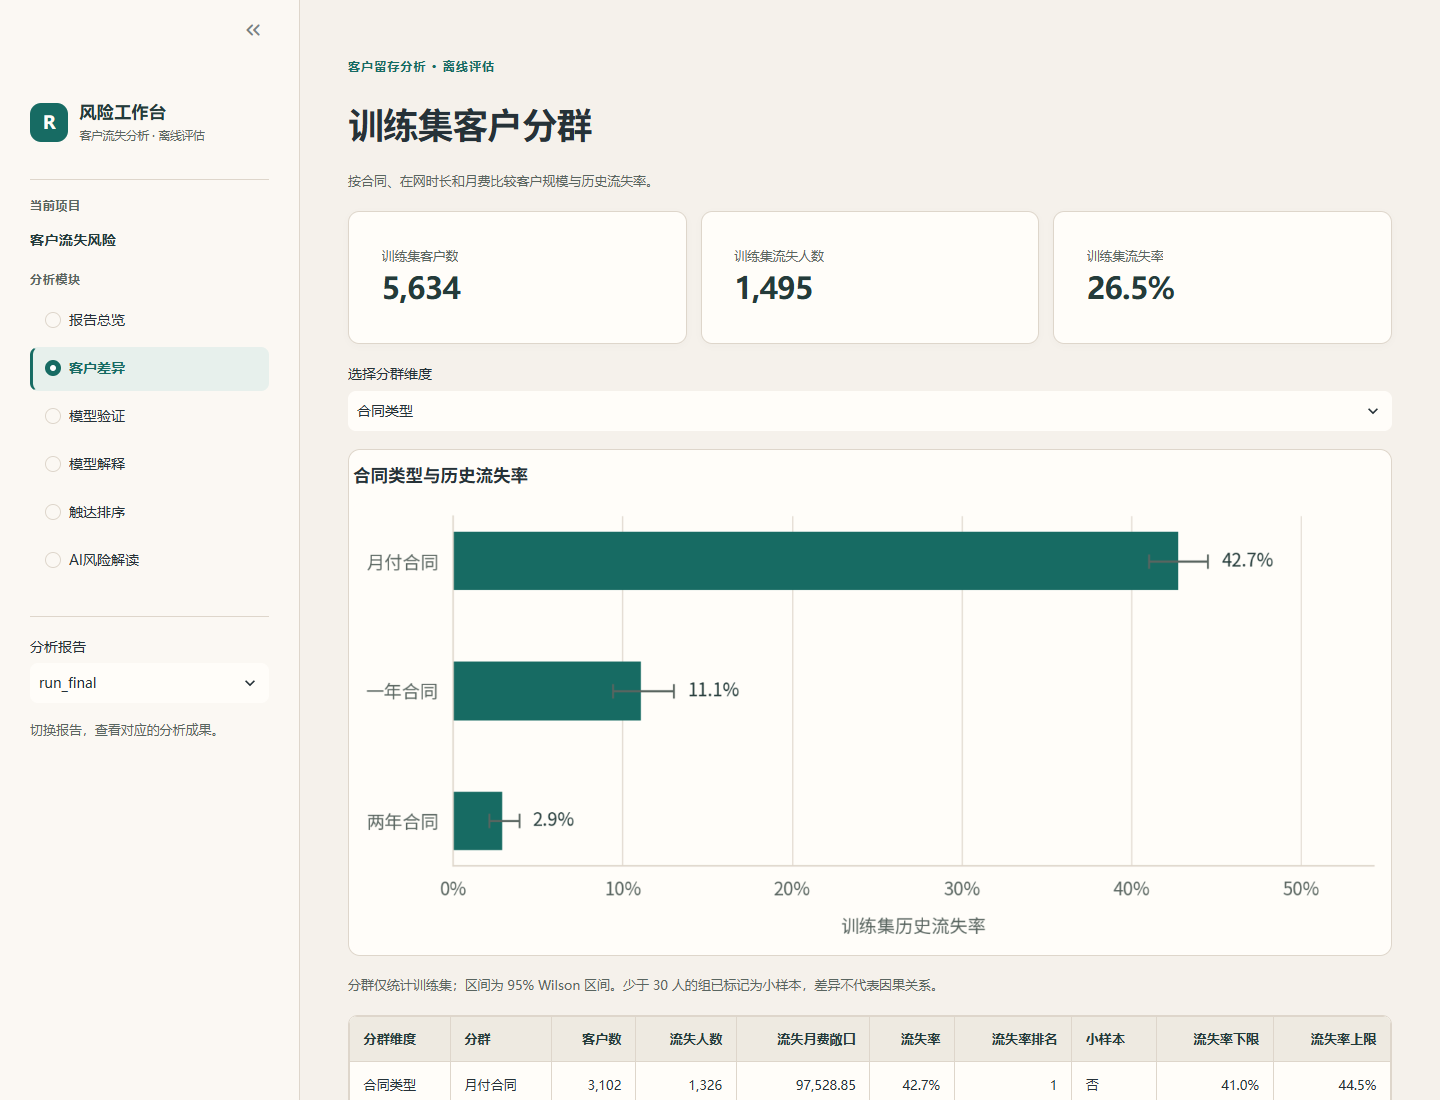 R
风险工作台
客户流失分析 · 离线评估
当前项目
客户流失风险
分析模块
报告总览
客户差异
模型验证
模型解释
触达排序
AI风险解读
分析报告
run_final
切换报告，查看对应的分析成果。
客户留存分析 • 离线评估
训练集客户分群
按合同、在网时长和月费比较客户规模与历史流失率。
训练集客户数
5,634
训练集流失人数
1,495
训练集流失率
26.5%
选择分群维度
合同类型
合同类型与历史流失率
月付合同 42.7%
一年合同 11.1%
两年合同 2.9%
0% 10% 20% 30% 40% 50%
训练集历史流失率
分群仅统计训练集；区间为 95% Wilson 区间。少于 30 人的组已标记为小样本，差异不代表因果关系。
分群维度 分群 客户数 流失人数 流失月费敞口 流失率 流失率排名 小样本 流失率下限 流失率上限
合同类型 月付合同 3,102 1,326 97,528.85 42.7% 1 否 41.0% 44.5%